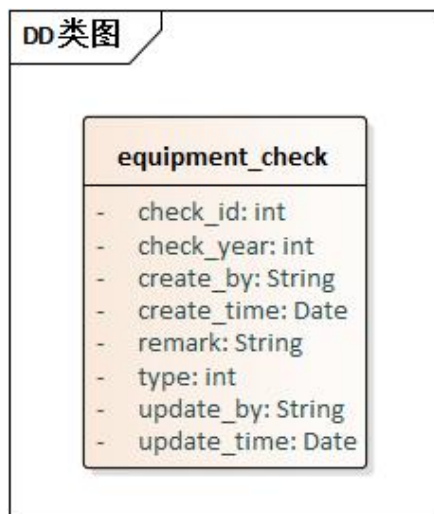 DD类图
equipment_check
- check_id: int
- check_year: int
- create_by: String
- create_time: Date
- remark: String
- type: int
- update_by: String
- update_time: Date